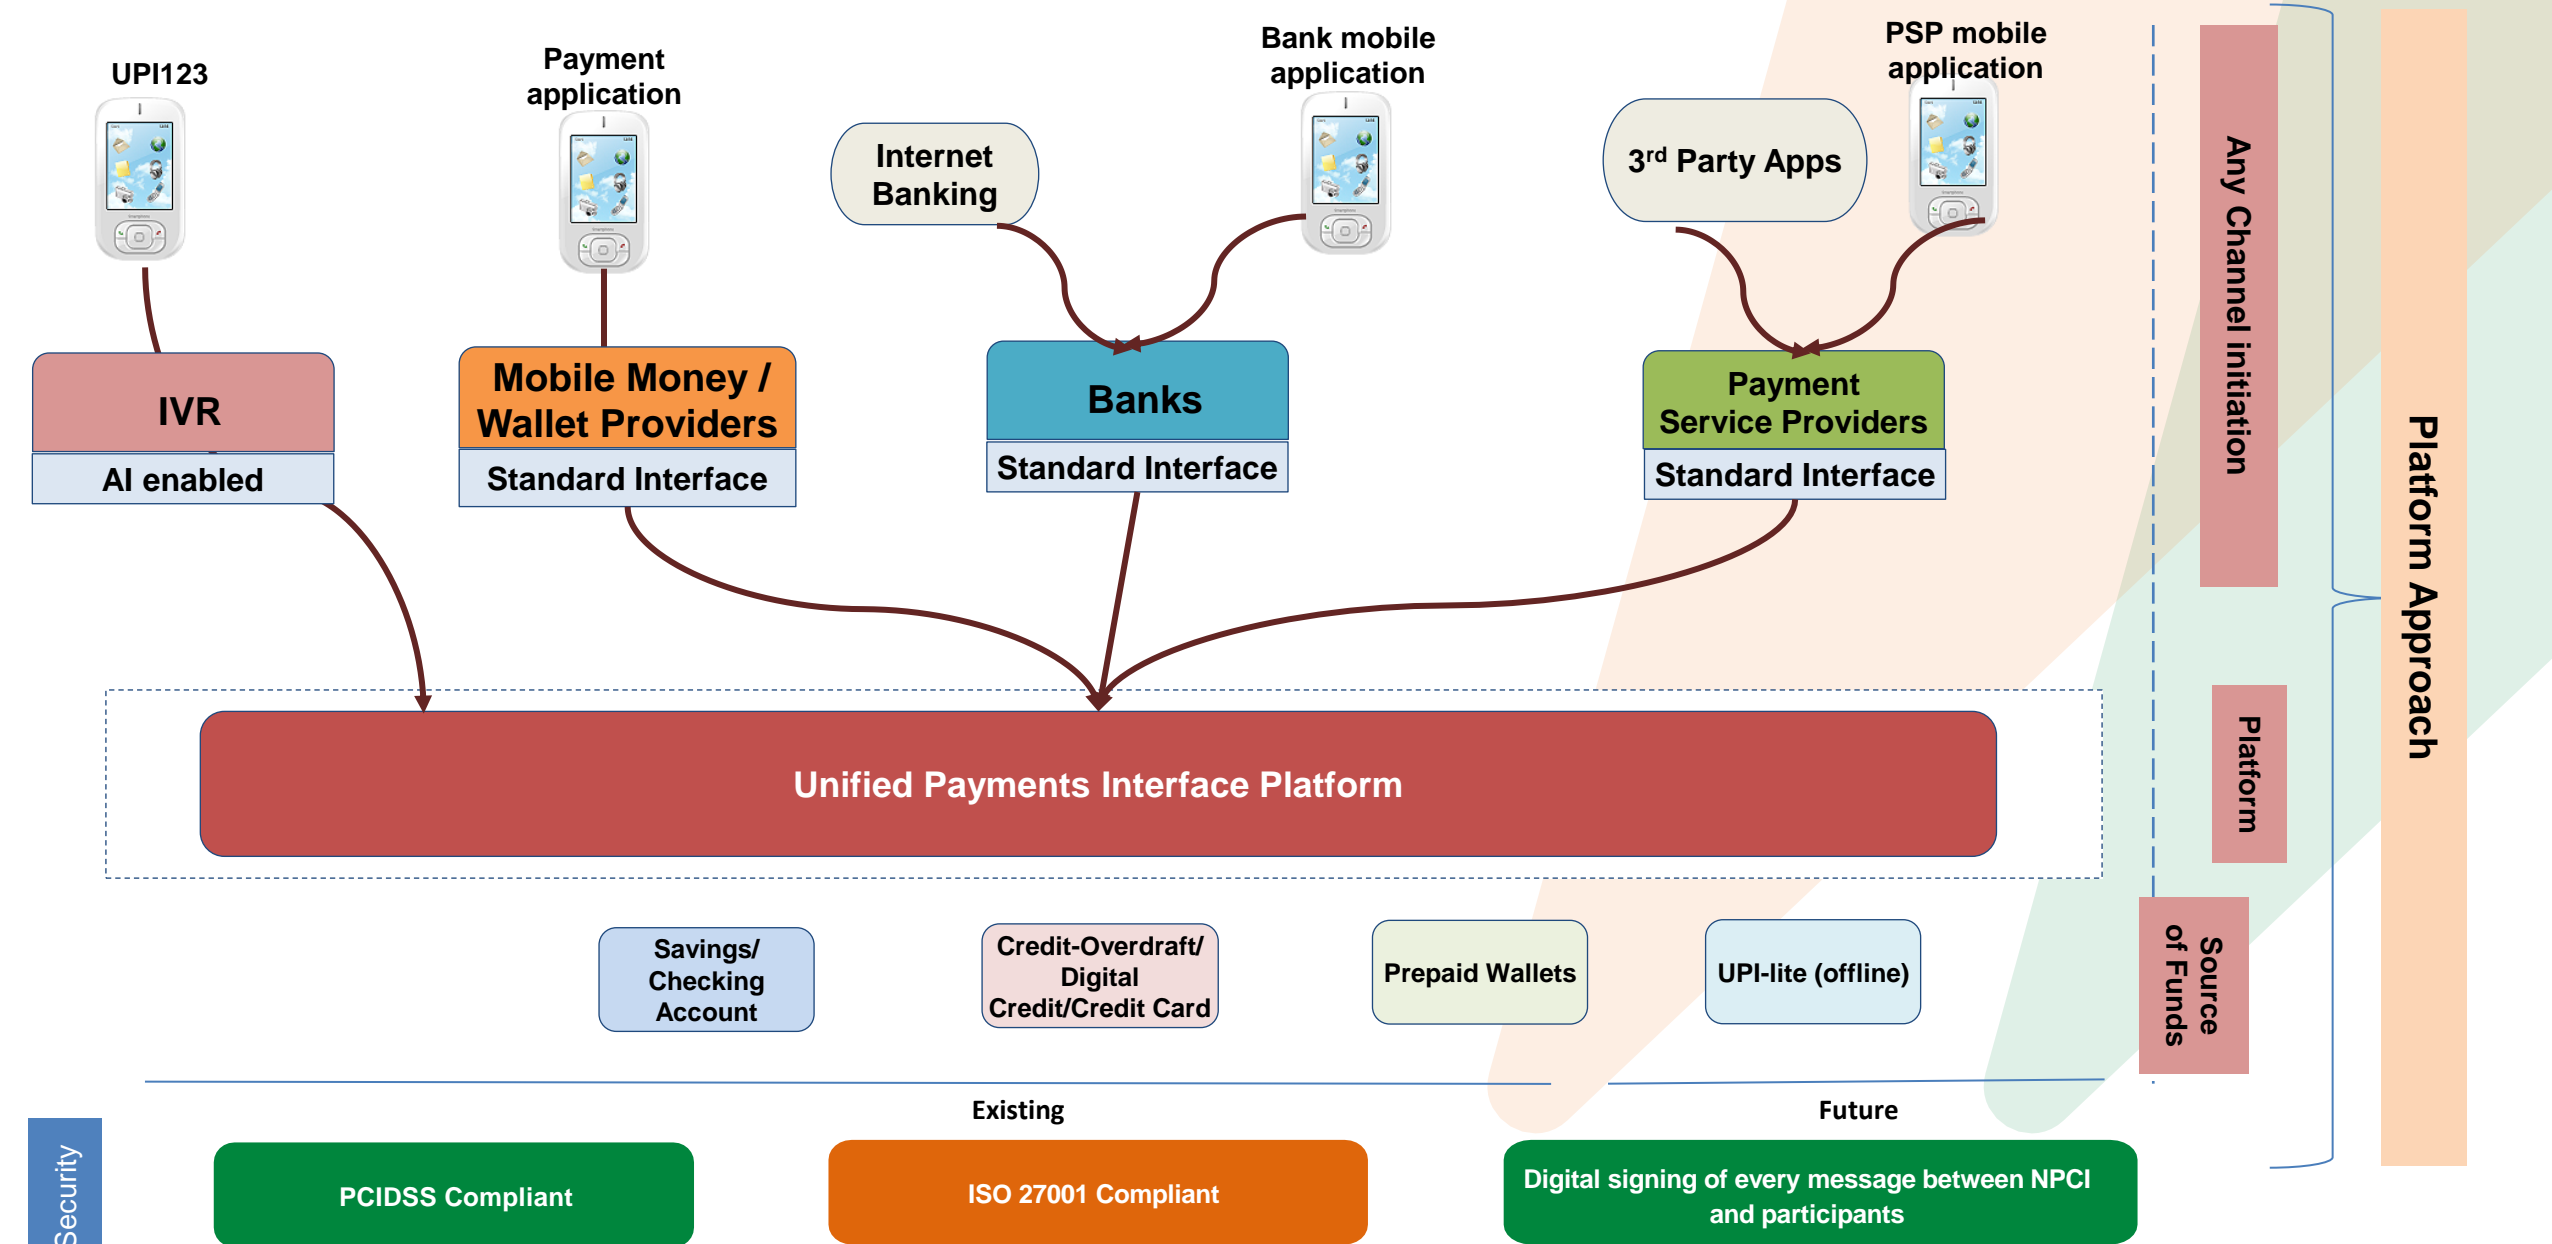 UPI123
Payment
application
Bank mobile
application
PSP mobile
application
Internet
Banking
3rd Party Apps
IVR
AI enabled
Mobile Money /
Wallet Providers
Standard Interface
Banks
Standard Interface
Payment
Service Providers
Standard Interface
Any Channel initiation
Platform Approach
Unified Payments Interface Platform
Platform
Savings/
Checking
Account
Credit-Overdraft/
Digital
Credit/Credit Card
Prepaid Wallets
UPI-lite (offline)
Source
of Funds
Existing
Future
Security
PCIDSS Compliant
ISO 27001 Compliant
Digital signing of every message between NPCI
and participants